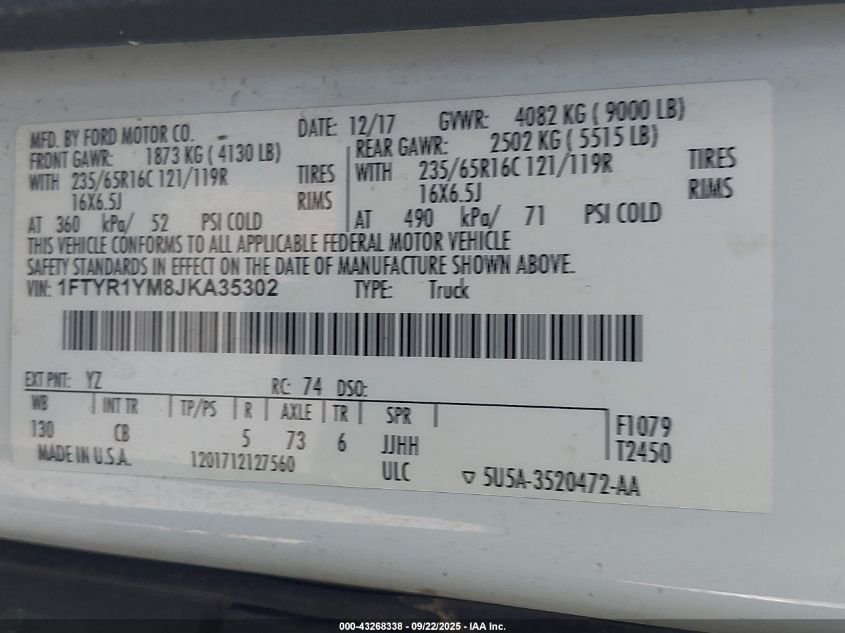 MFD. BY FORD MOTOR CO. DATE: 12/17 GVWR: 4082 KG ( 9000 LB)
FRONT GAWR: 1873 KG ( 4130 LB) REAR GAWR: 2502 KG ( 5515 LB)
WITH 235/65R16C 121/119R TIRES WITH 235/65R16C 121/119R TIRES
16X6.5J RIMS 16X6.5J RIMS
AT 360 kPa/ 52 PSI COLD AT 490 kPa/ 71 PSI COLD
THIS VEHICLE CONFORMS TO ALL APPLICABLE FEDERAL MOTOR VEHICLE
SAFETY STANDARDS IN EFFECT ON THE DATE OF MANUFACTURE SHOWN ABOVE.
VIN: 1FTYR1YM8JKA35302 TYPE: Truck
EXT PNT: YZ RC: 74 DSO:
WB INT TR TP/PS R AXLE TR SPR
130 CB 5 73 6 JJHH F1079
T2450
MADE IN U.S.A. 1201712127560 ULC ▽ 5U5A-3520472-AA
000-43268338 - 09/22/2025 - IAA Inc.